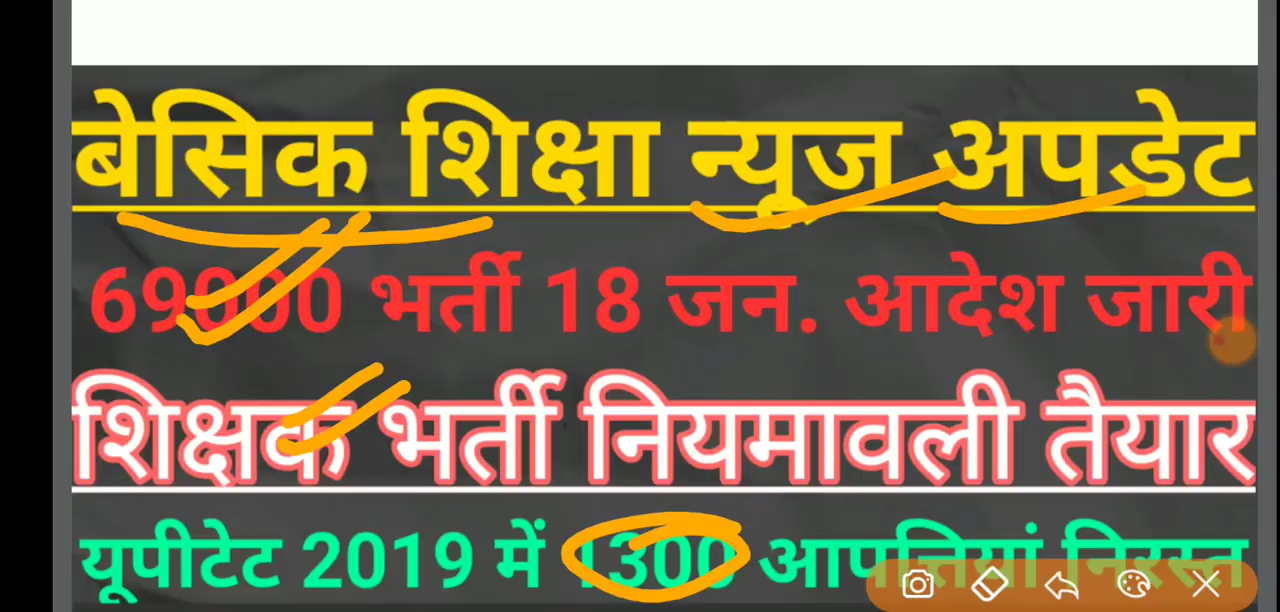 बेसिक शिक्षा न्यूज अपडेट
69000 भर्ती 18 जन. आदेश जारी
शिक्षक भर्ती नियमावली तैयार
यूपीटेट 2019 में 1300 आपत्तियां निरस्त